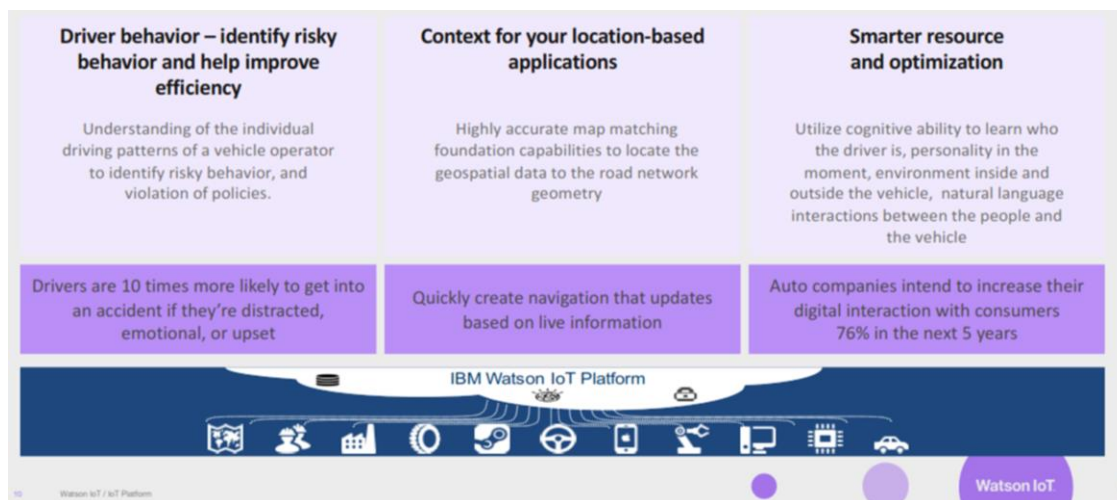 Driver behavior – identify risky
behavior and help improve
efficiency
Understanding of the individual
driving patterns of a vehicle operator
to identify risky behavior, and
violation of policies.
Drivers are 10 times more likely to get into
an accident if they're distracted,
emotional, or upset
Context for your location-based
applications
Highly accurate map matching
foundation capabilities to locate the
geospatial data to the road network
geometry
Quickly create navigation that updates
based on live information
Smarter resource
and optimization
Utilize cognitive ability to learn who
the driver is, personality in the
moment, environment inside and
outside the vehicle, natural language
interactions between the people and
the vehicle
Auto companies intend to increase their
digital interaction with consumers
76% in the next 5 years
IBM Watson IoT Platform
10
Watson IoT / IoT Platform
Watson IoT